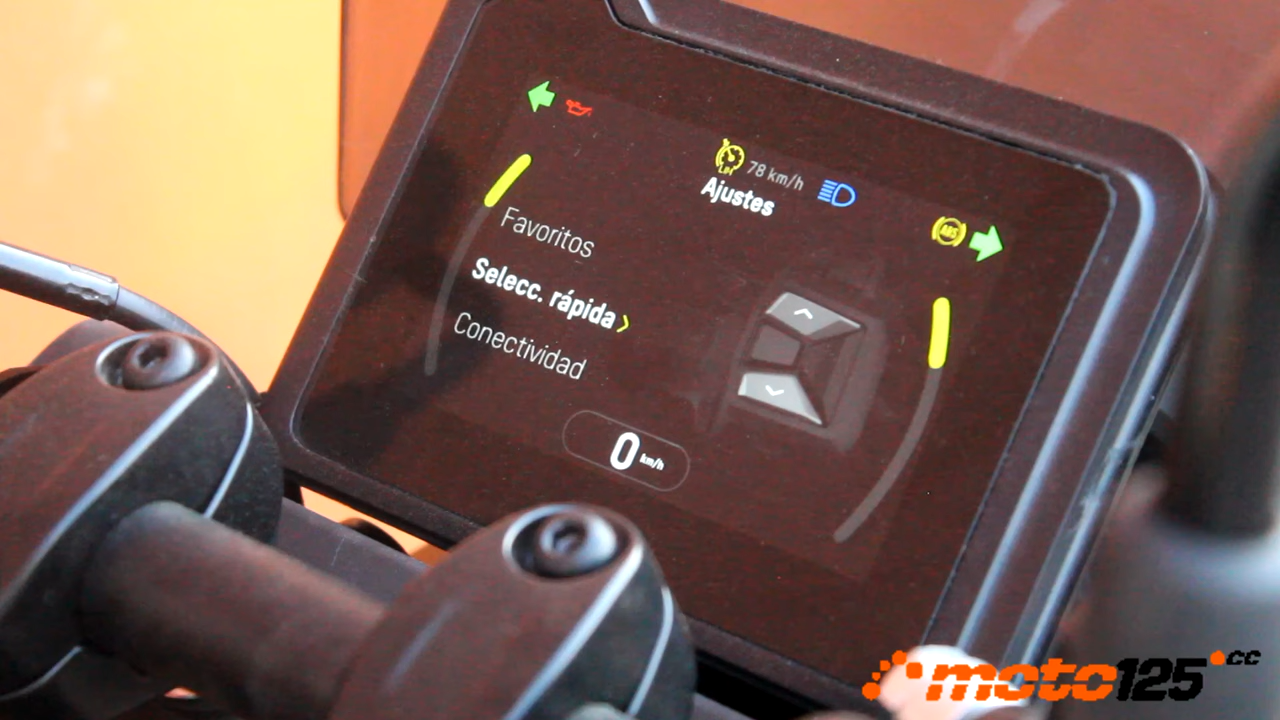 78 km/h
Ajustes
ABS
Favoritos
Selecc. rápida
Conectividad
0 km/h
moto125.cc